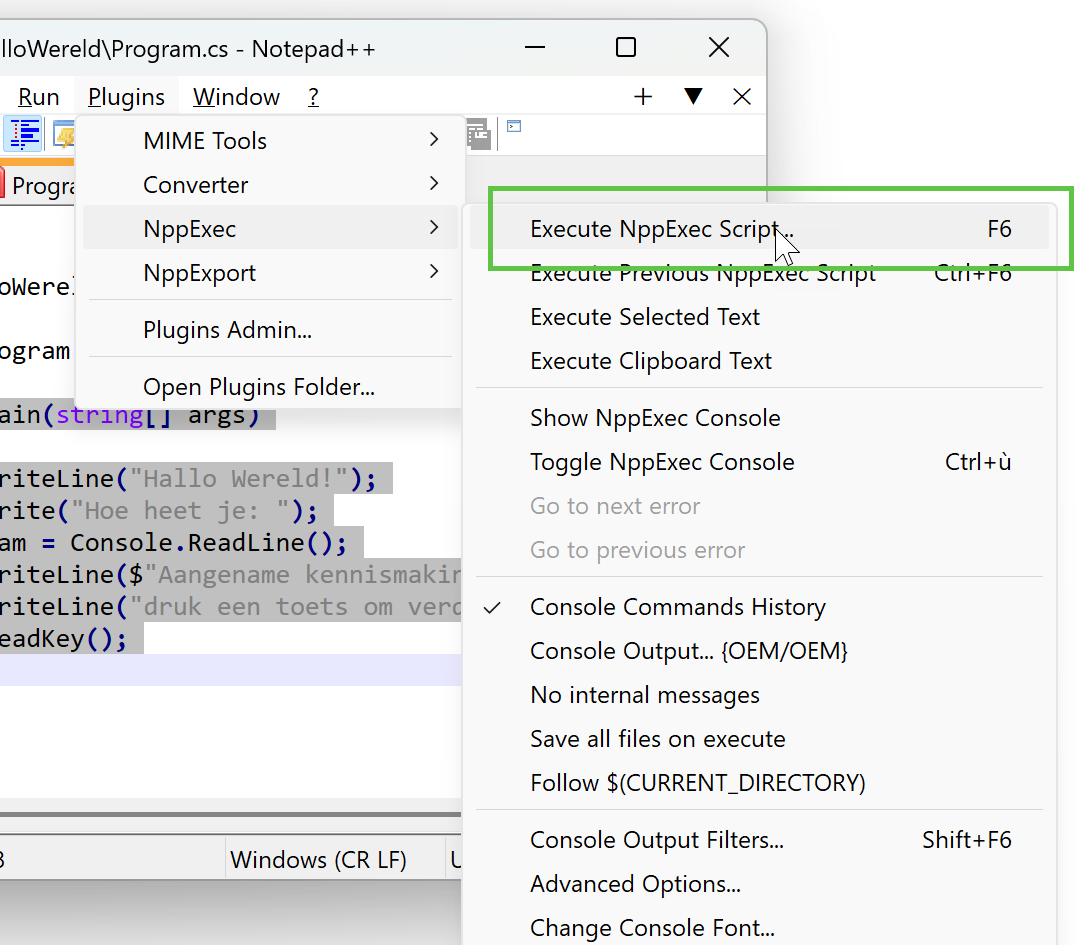 lloWereld\Program.cs - Notepad++
Run Plugins Window ?
MIME Tools
Converter
NppExec
NppExport
Plugins Admin...
Open Plugins Folder...
Execute NppExec Script... F6
Execute Previous NppExec Script Ctrl+F6
Execute Selected Text
Execute Clipboard Text
Show NppExec Console
Toggle NppExec Console Ctrl+ù
Go to next error
Go to previous error
Console Commands History
Console Output... {OEM/OEM}
No internal messages
Save all files on execute
Follow $(CURRENT_DIRECTORY)
Console Output Filters... Shift+F6
Advanced Options...
Change Console Font...
Progra
oWerel
ogram
ain(string[] args)
riteLine("Hallo Wereld!");
rite("Hoe heet je: ");
am = Console.ReadLine();
riteLine($"Aangename kennismakin
riteLine("druk een toets om verd
eadKey();
Windows (CR LF)